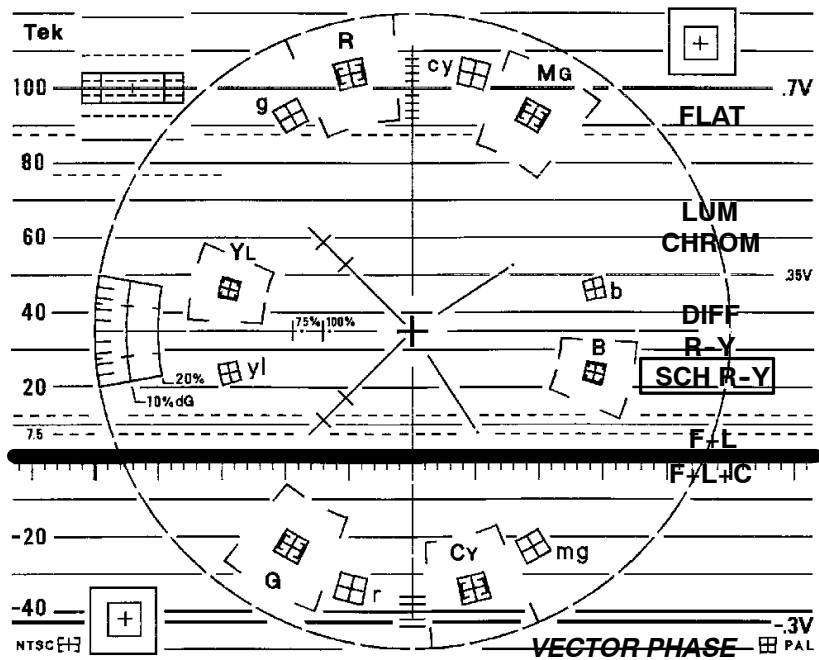 Tek
R
cy
MG
100
.7V
g
FLAT
80
LUM
60
CHROM
YL
.35V
b
40
DIFF
75% 100%
R-Y
B
yl
20%
20
SCH R-Y
10% dG
7.5
F+L
F+L+C
-20
CY
mg
G
r
-40
-.3V
NTSC
VECTOR PHASE
PAL